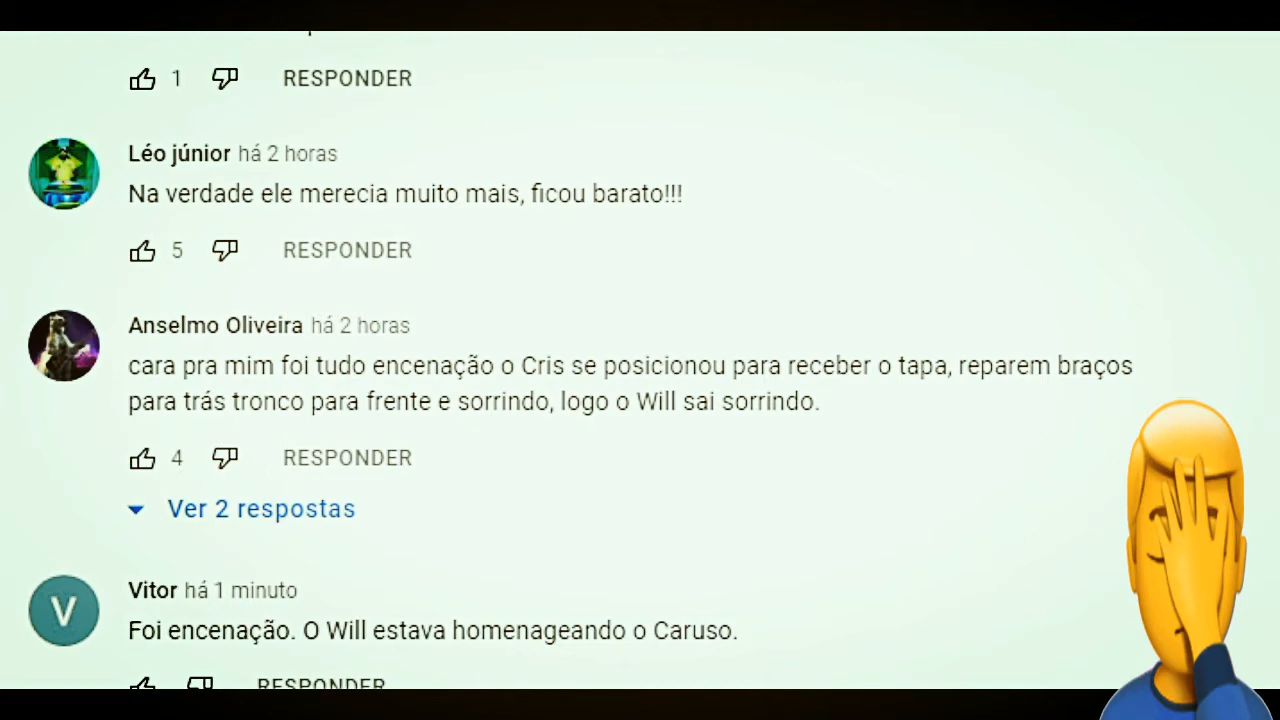 1 RESPONDER
Léo júnior há 2 horas
Na verdade ele merecia muito mais, ficou barato!!!
5 RESPONDER
Anselmo Oliveira há 2 horas
cara pra mim foi tudo encenação o Cris se posicionou para receber o tapa, reparem braços
para trás tronco para frente e sorrindo, logo o Will sai sorrindo.
4 RESPONDER
Ver 2 respostas
V
Vitor há 1 minuto
Foi encenação. O Will estava homenageando o Caruso.
RESPONDER